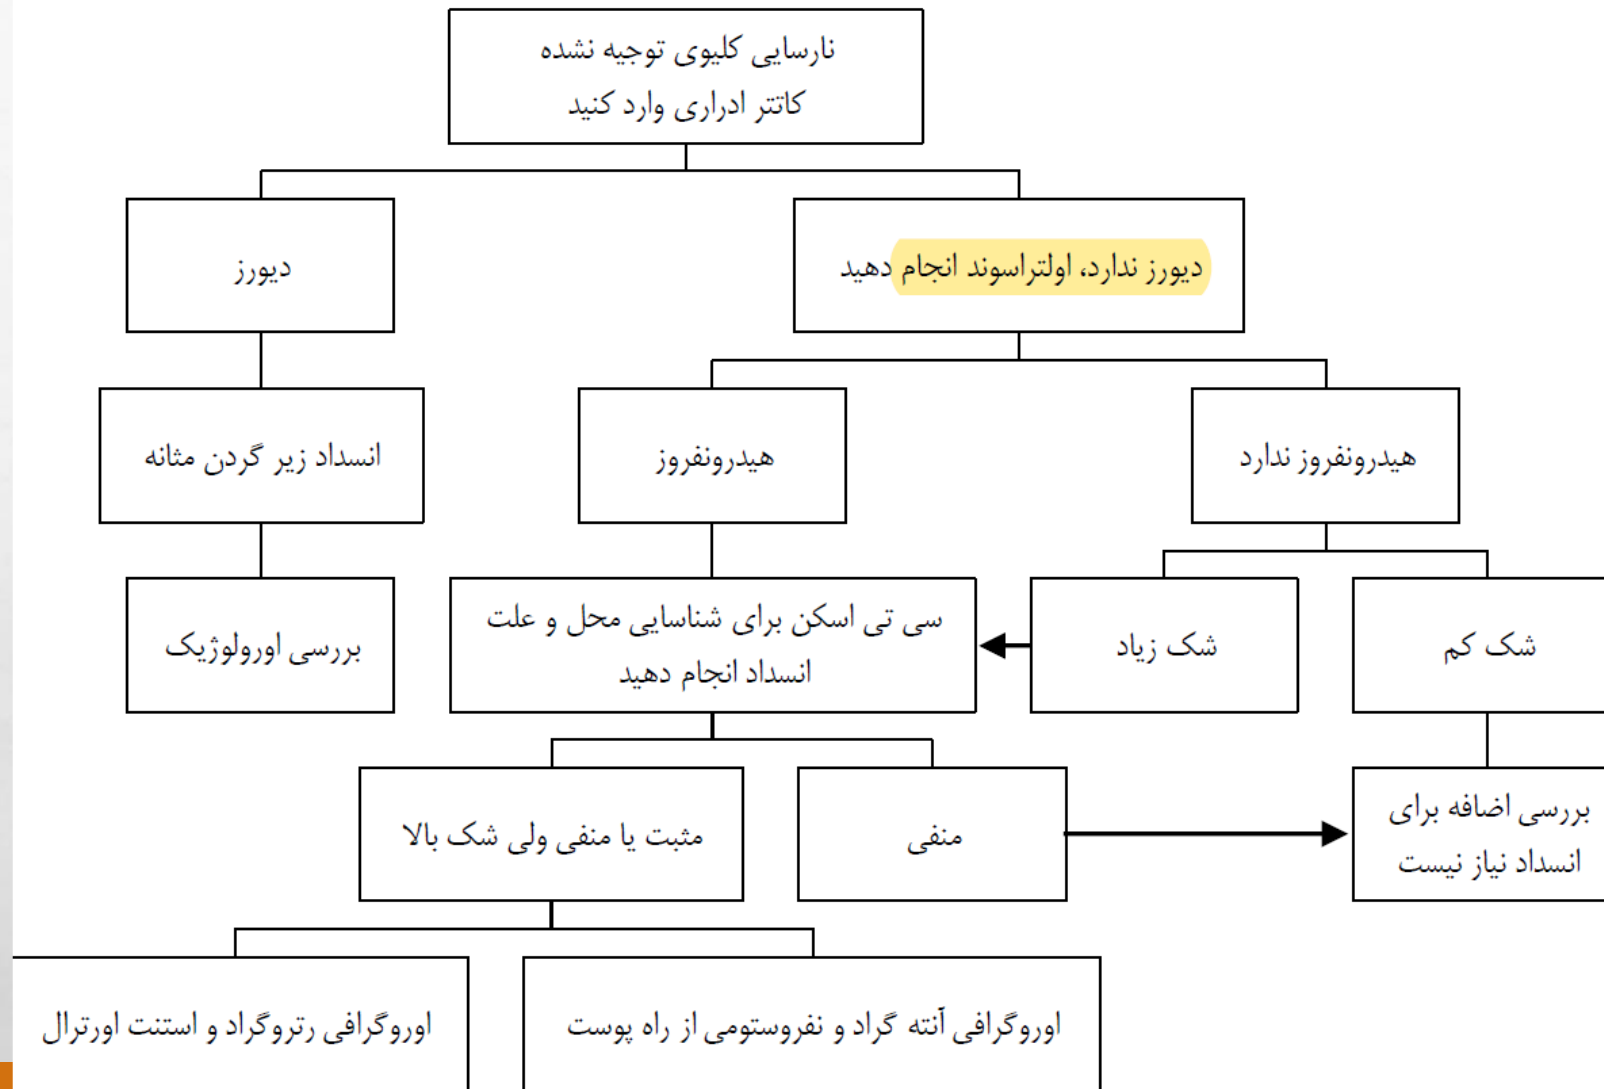 نارسایی کلیوی توجیه نشده
کاتتر ادراری وارد کنید
دیورز ندارد، اولتراسوند انجام دهید
دیورز
هیدرونفروز ندارد
هیدرونفروز
انسداد زیر گردن مثانه
شک کم
شک زیاد
سی تی اسکن برای شناسایی محل و علت
انسداد انجام دهید
بررسی اورولوژیک
بررسی اضافه برای
انسداد نیاز نیست
منفی
مثبت یا منفی ولی شک بالا
اوروگرافی آنته گراد و نفروستومی از راه پوست
اوروگرافی رتروگراد و استنت اورترال